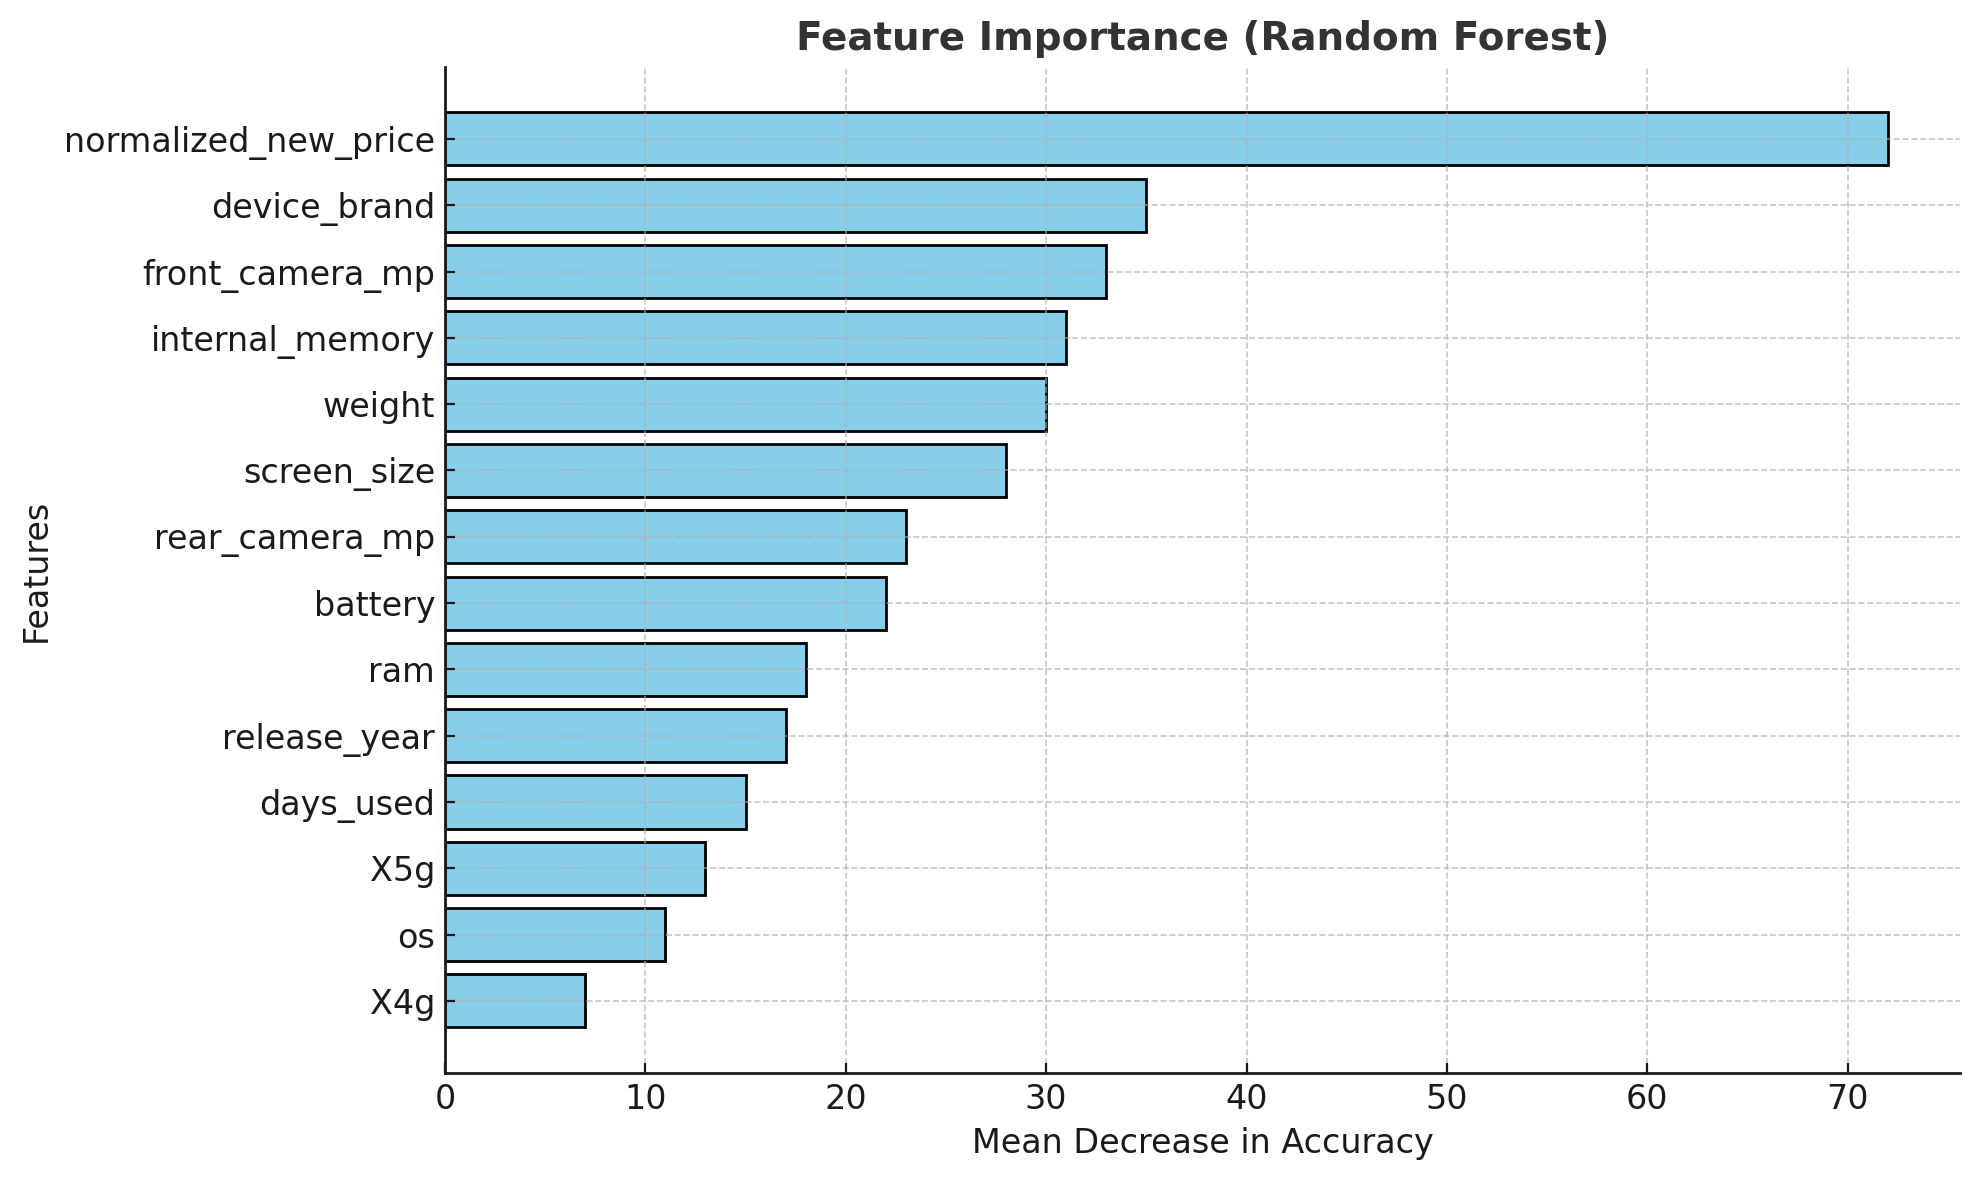 Feature Importance (Random Forest)
normalized_new_price
device_brand
front_camera_mp
internal_memory
weight
screen_size
rear_camera_mp
battery
ram
release_year
days_used
X5g
os
X4g
Features
0 10 20 30 40 50 60 70
Mean Decrease in Accuracy